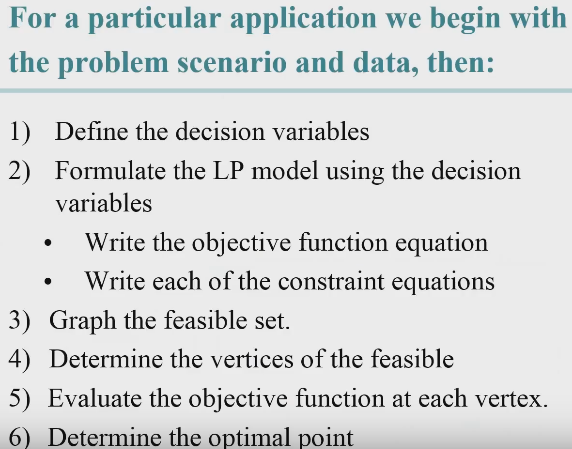 For a particular application we begin with
the problem scenario and data, then:
1) Define the decision variables
2) Formulate the LP model using the decision
variables
• Write the objective function equation
• Write each of the constraint equations
3) Graph the feasible set.
4) Determine the vertices of the feasible
5) Evaluate the objective function at each vertex.
6) Determine the optimal point